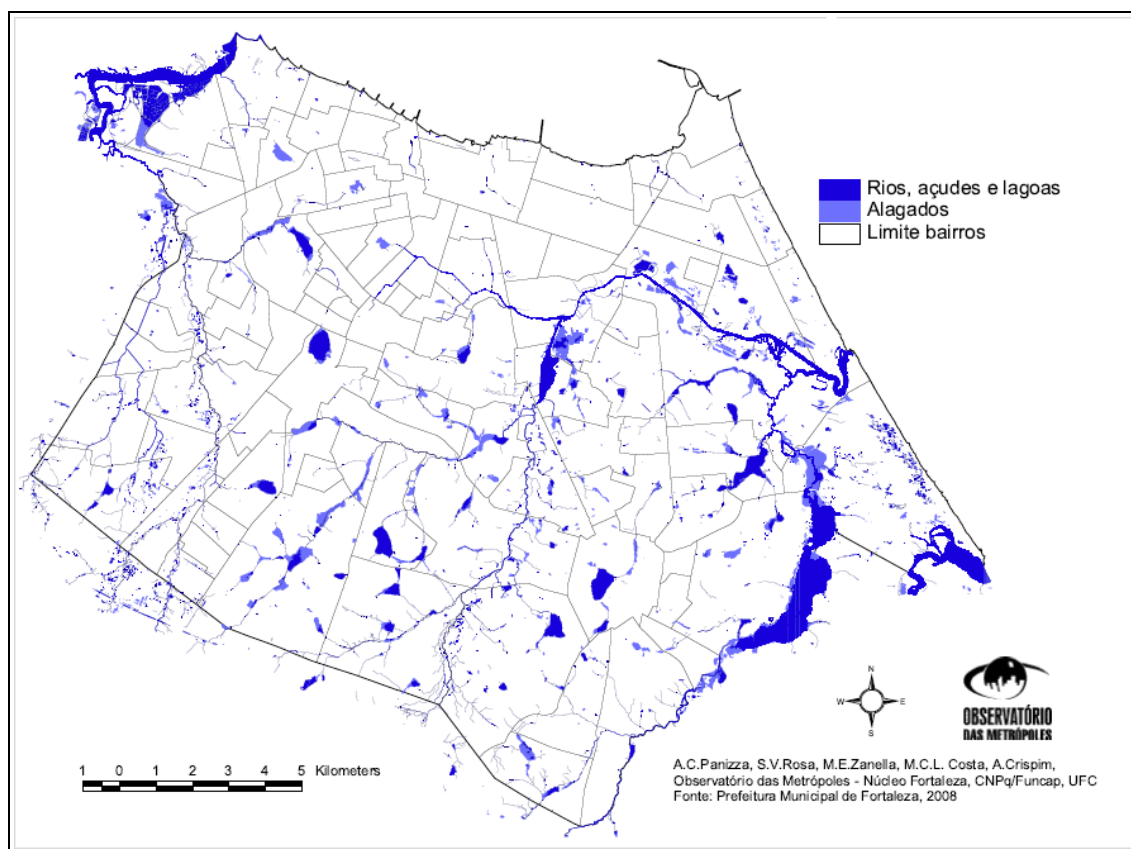 Rios, açudes e lagoas
Alagados
Limite bairros
N
W E
S
OBSERVATÓRIO
DAS METRÓPOLES
1 0 1 2 3 4 5 Kilometers
A.C.Panizza, S.V.Rosa, M.E.Zanella, M.C.L. Costa, A.Crispim,
Observatório das Metrópoles - Núcleo Fortaleza, CNPq/Funcap, UFC
Fonte: Prefeitura Municipal de Fortaleza, 2008